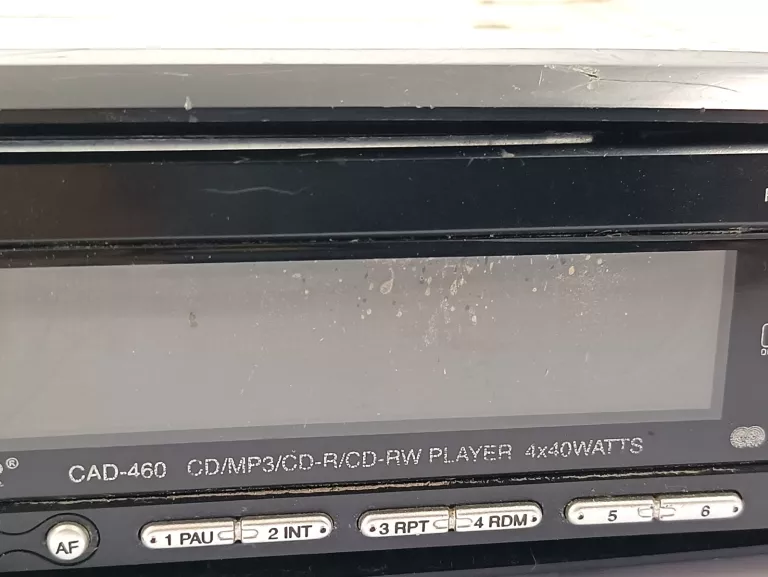 CAD-460 CD/MP3/CD-R/CD-RW PLAYER 4x40WATTS
AF 1 PAU 2 INT 3 RPT 4 RDM 5 6